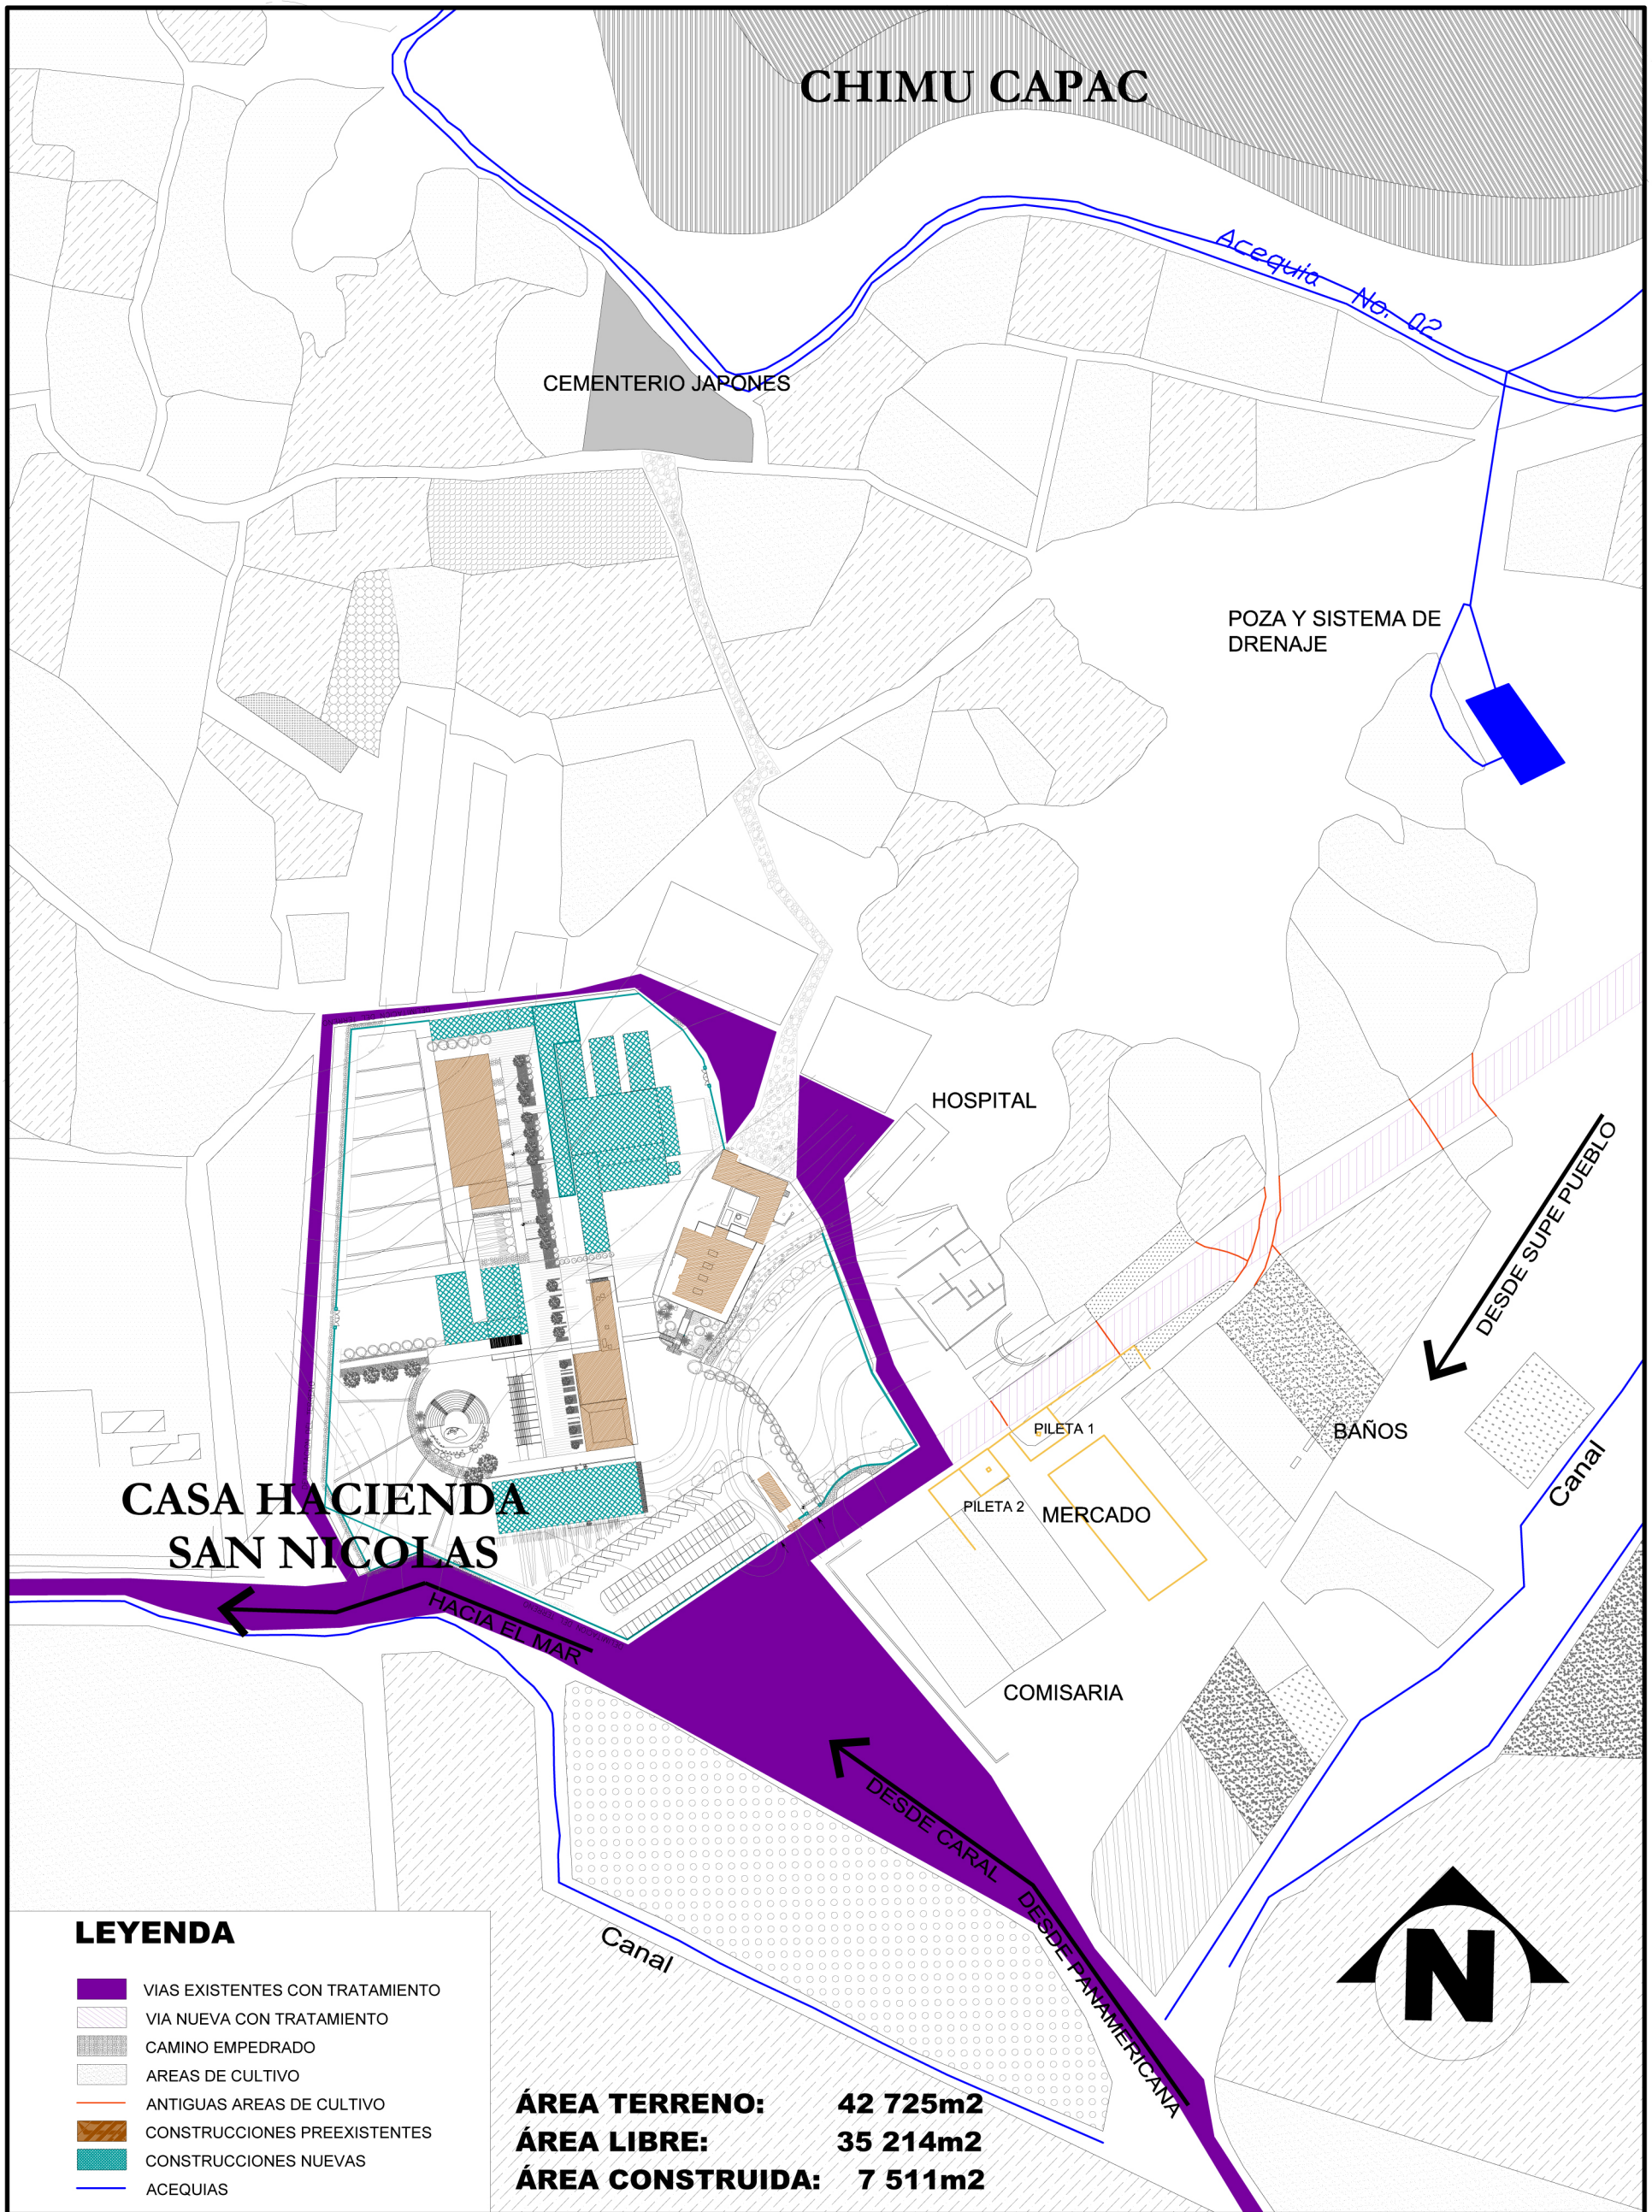 CHIMU CAPAC
Acequia No. 02
CEMENTERIO JAPONES
POZA Y SISTEMA DE
DRENAJE
HOSPITAL
DESDE SUPE PUEBLO
PILETA 1
BAÑOS
PILETA 2
MERCADO
Canal
CASA HACIENDA
SAN NICOLAS
HACIA EL MAR
COMISARIA
DESDE CARAL
DESDE PANAMERICANA
Canal
N
LEYENDA
VIAS EXISTENTES CON TRATAMIENTO
VIA NUEVA CON TRATAMIENTO
CAMINO EMPEDRADO
AREAS DE CULTIVO
ANTIGUAS AREAS DE CULTIVO
CONSTRUCCIONES PREEXISTENTES
CONSTRUCCIONES NUEVAS
ACEQUIAS
ÁREA TERRENO: 42 725m2
ÁREA LIBRE: 35 214m2
ÁREA CONSTRUIDA: 7 511m2